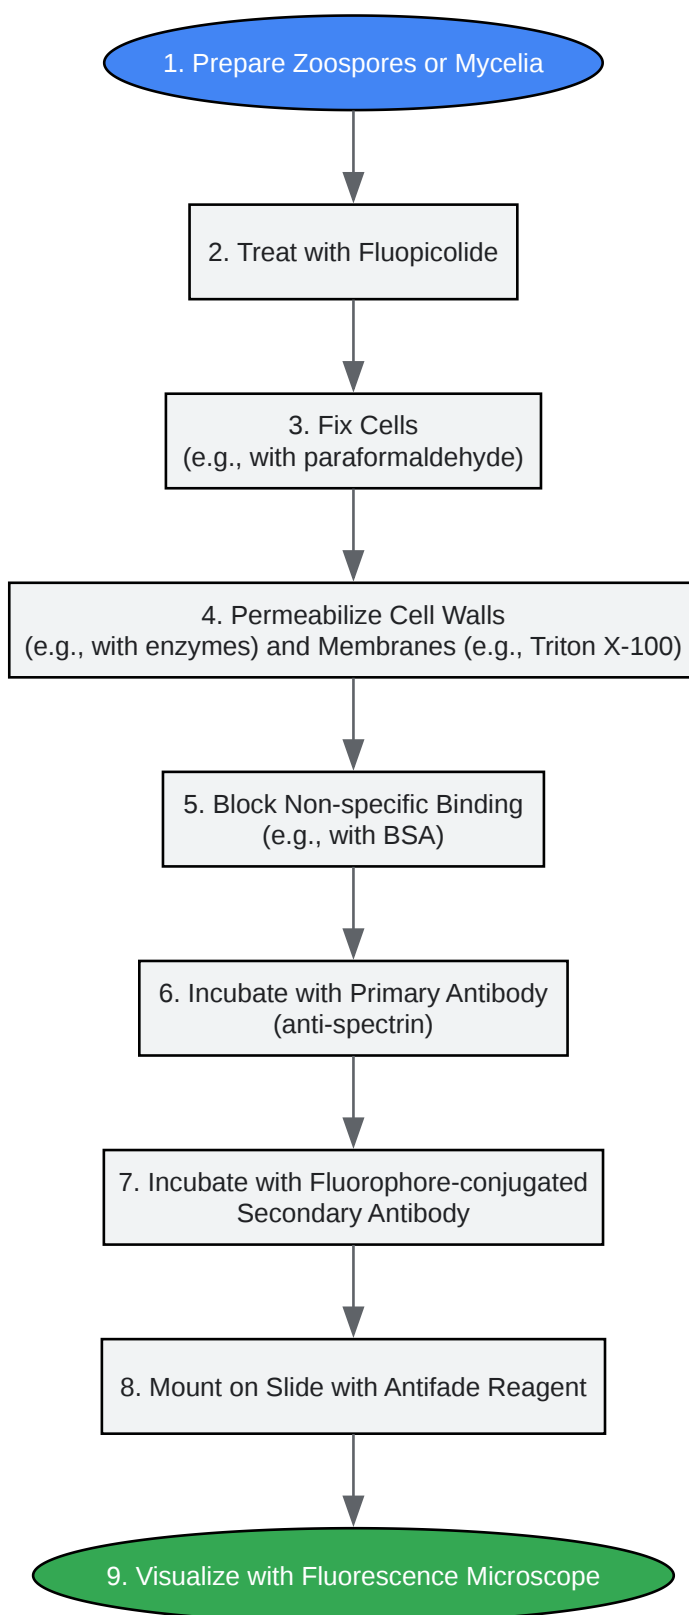 1. Prepare Zoospores or Mycelia
2. Treat with Fluopicolide
3. Fix Cells
(e.g., with paraformaldehyde)
4. Permeabilize Cell Walls
(e.g., with enzymes) and Membranes (e.g., Triton X-100)
5. Block Non-specific Binding
(e.g., with BSA)
6. Incubate with Primary Antibody
(anti-spectrin)
7. Incubate with Fluorophore-conjugated
Secondary Antibody
8. Mount on Slide with Antifade Reagent
9. Visualize with Fluorescence Microscope